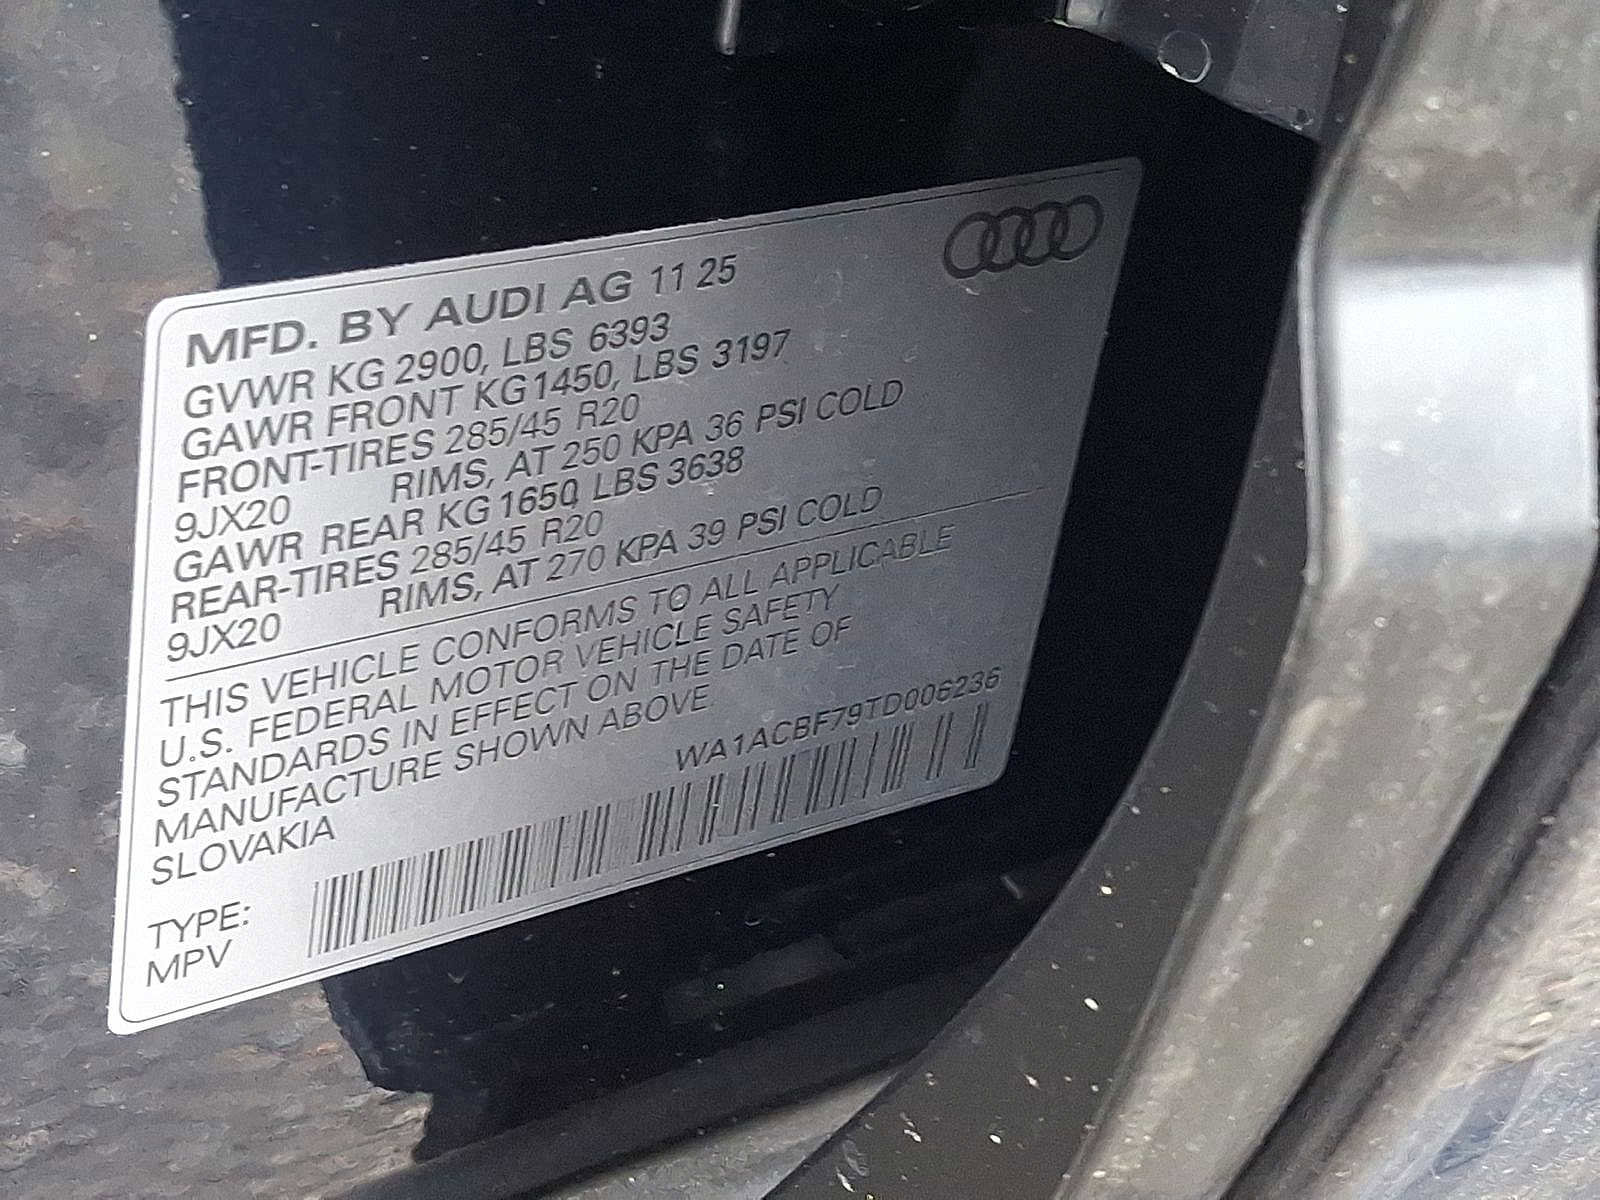 MFD. BY AUDI AG 11 25
GVWR KG 2900, LBS 6393
GAWR FRONT KG 1450, LBS 3197
FRONT-TIRES 285/45 R20
9JX20 RIMS, AT 250 KPA 36 PSI COLD
GAWR REAR KG 1650, LBS 3638
REAR-TIRES 285/45 R20
9JX20 RIMS, AT 270 KPA 39 PSI COLD
THIS VEHICLE CONFORMS TO ALL APPLICABLE
U.S. FEDERAL MOTOR VEHICLE SAFETY
STANDARDS IN EFFECT ON THE DATE OF
MANUFACTURE SHOWN ABOVE.
SLOVAKIA
WA1ACBF79TD006236
TYPE:
MPV